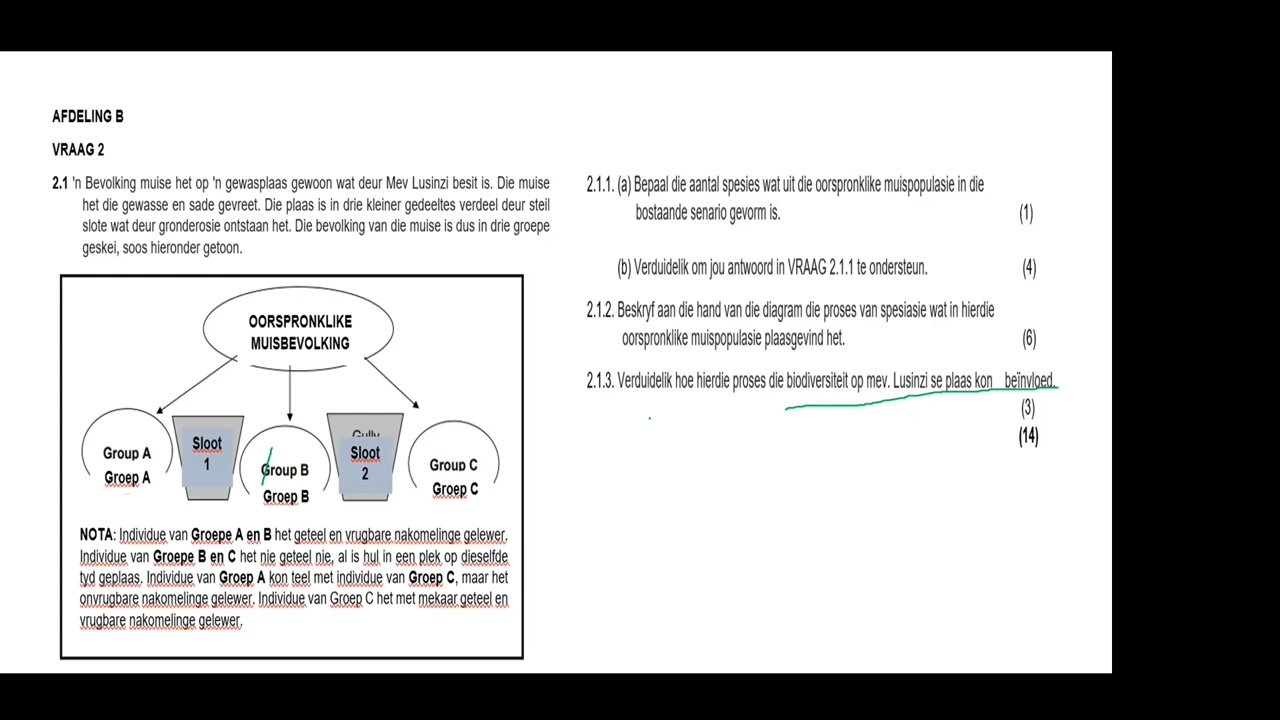 AFDELING B
VRAAG 2
2.1 'n Bevolking muise het op 'n gewasplaas gewoon wat deur Mev Lusinzi besit is. Die muise
het die gewasse en sade gevreet. Die plaas is in drie kleiner gedeeltes verdeel deur steil
slote wat deur gronderosie ontstaan het. Die bevolking van die muise is dus in drie groepe
geskei, soos hieronder getoon.
OORSPRONKLIKE
MUISBEVOLKING
Group A
Groep A
Sloot
1
Group B
Groep B
Gully
Sloot
2
Group C
Groep C
NOTA: Individue van Groepe A en B het geteel en vrugbare nakomelinge gelewer.
Individue van Groepe B en C het nie geteel nie, al is hul in een plek op dieselfde
tyd geplaas. Individue van Groep A kon teel met individue van Groep C, maar het
onvrugbare nakomelinge gelewer. Individue van Groep C het met mekaar geteel en
vrugbare nakomelinge gelewer.
2.1.1. (a) Bepaal die aantal spesies wat uit die oorspronklike muispopulasie in die
bostaande senario gevorm is. (1)
(b) Verduidelik om jou antwoord in VRAAG 2.1.1 te ondersteun. (4)
2.1.2. Beskryf aan die hand van die diagram die proses van spesiasie wat in hierdie
oorspronklike muispopulasie plaasgevind het. (6)
2.1.3. Verduidelik hoe hierdie proses die biodiversiteit op mev. Lusinzi se plaas kon beïnvloed.
(3)
(14)